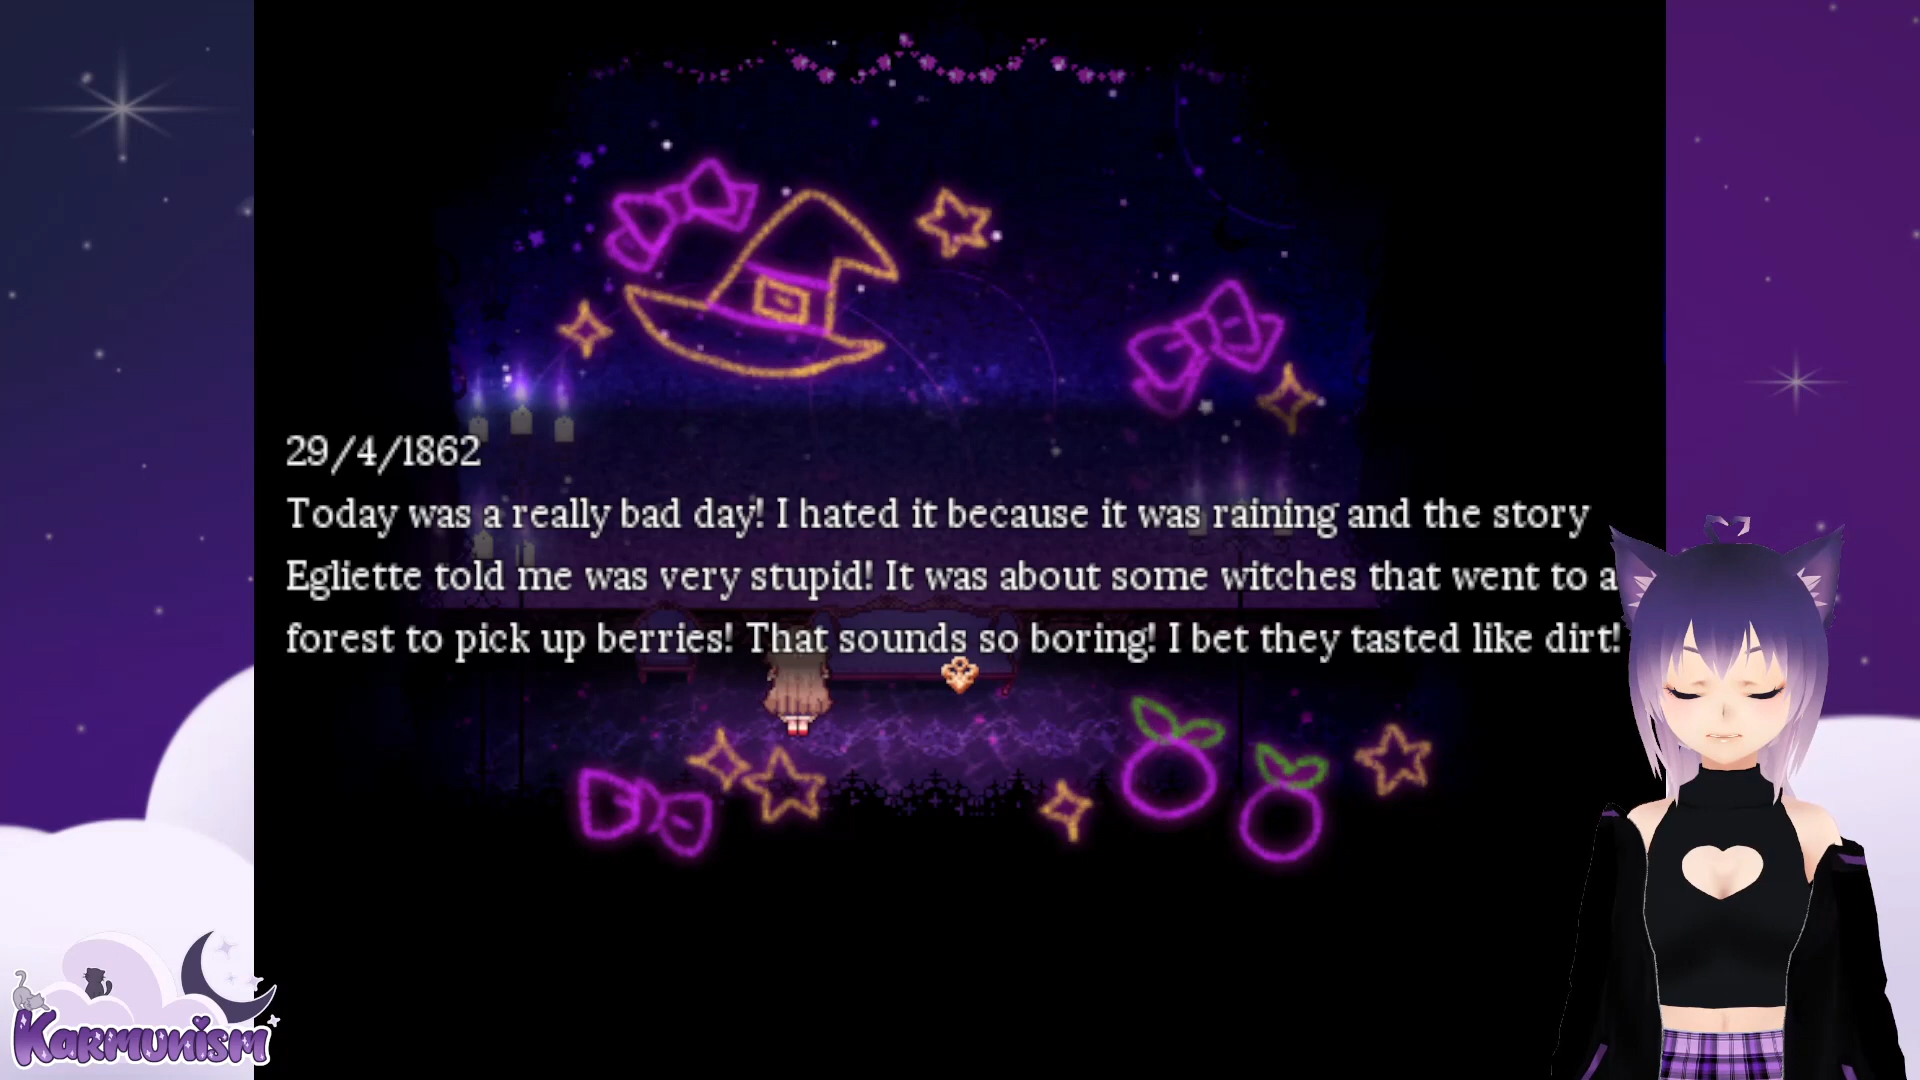 29/4/1862
Today was a really bad day! I hated it because it was raining and the story
Egliette told me was very stupid! It was about some witches that went to a
forest to pick up berries! That sounds so boring! I bet they tasted like dirt!
Karmunism